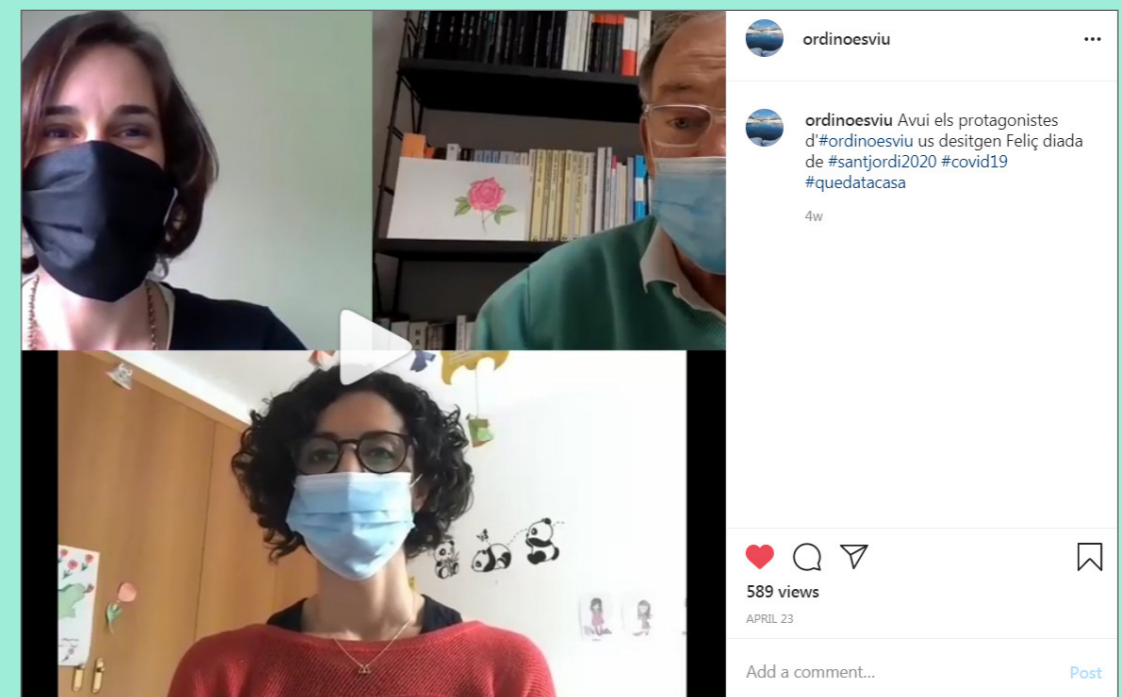 ordinoesviu
ordinoesviu Avui els protagonistes
d'#ordinoesviu us desitgen Feliç diada
de #santjordi2020 #covid19
#quedatacasa
4w
589 views
APRIL 23
Add a comment... Post